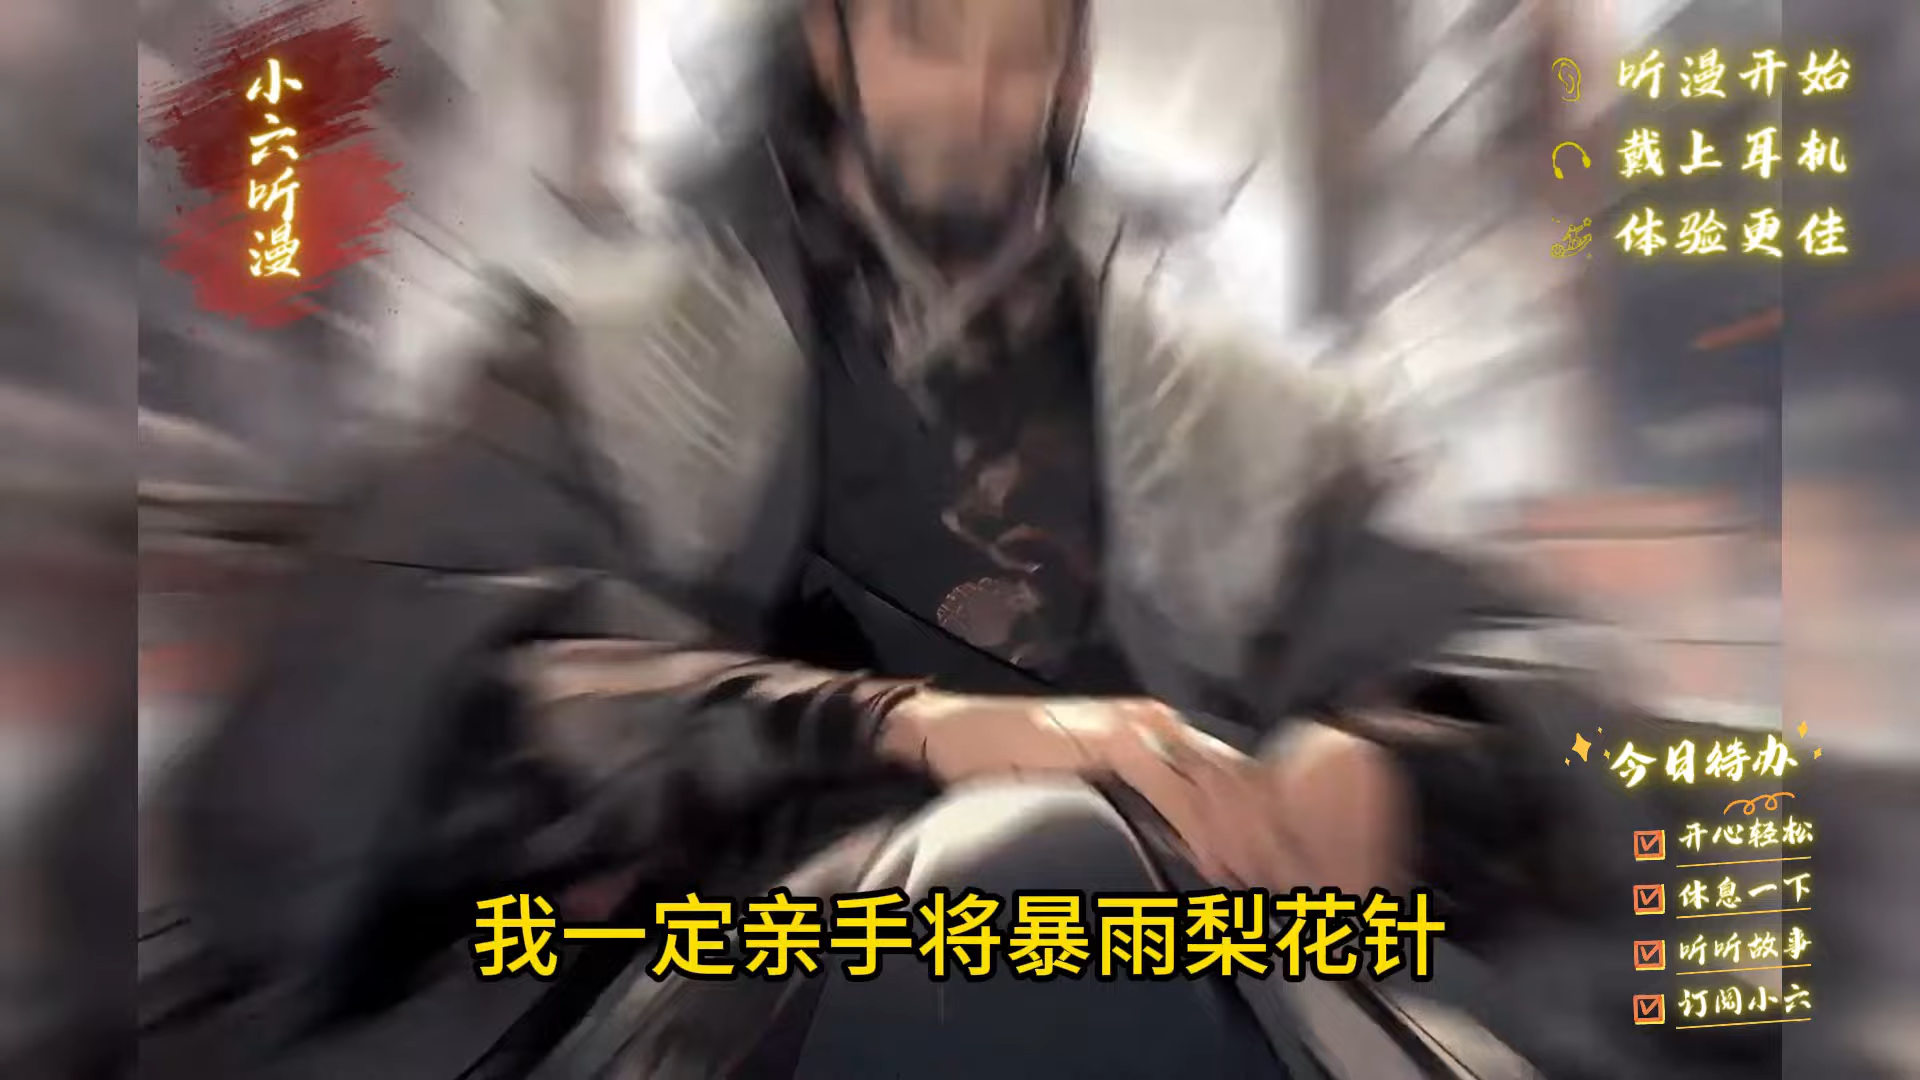 小六听漫
听漫开始
戴上耳机
体验更佳
今日待办
开心轻松
休息一下
听听故事
订阅小六
我一定亲手将暴雨梨花针